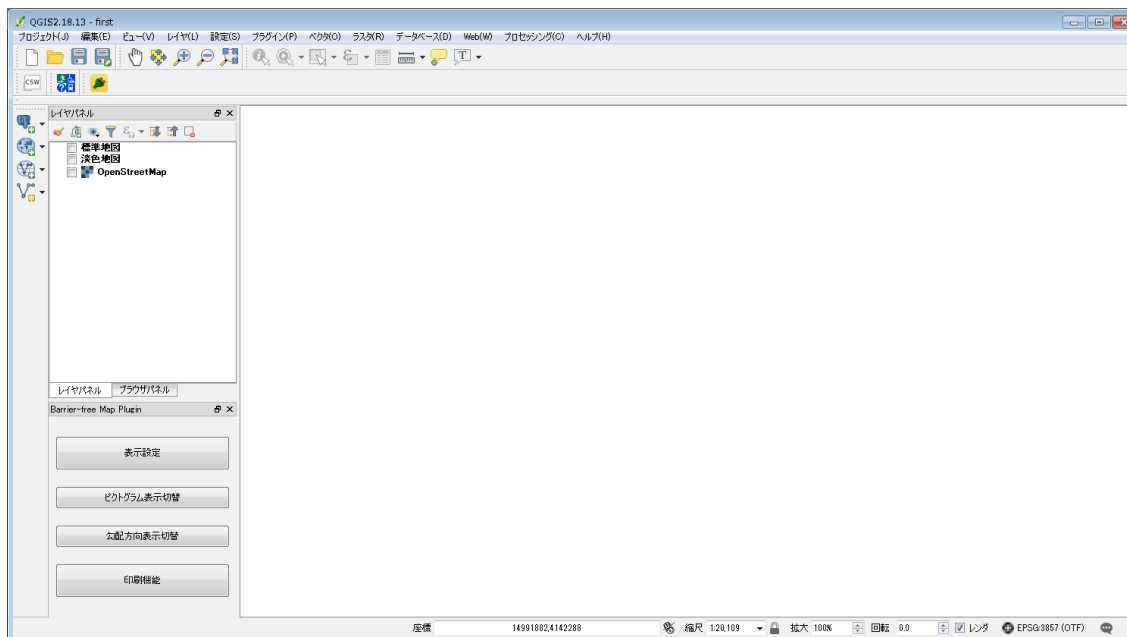 QGIS2.18.13 - first
プロジェクト(J) 編集(E) ビュー(V) レイヤ(L) 設定(S) プラグイン(P) ベクタ(O) ラスタ(R) データベース(D) Web(W) プロセッシング(C) ヘルプ(H)
CSW
レイヤパネル
標準地図
淡色地図
OpenStreetMap
レイヤパネル ブラウザパネル
Barrier-free Map Plugin
表示設定
ピクトグラム表示切替
勾配方向表示切替
印刷機能
座標 14991882,4142288 縮尺 1:20,109 拡大 100% 回転 0.0 レンダ EPSG:3857 (OTF)